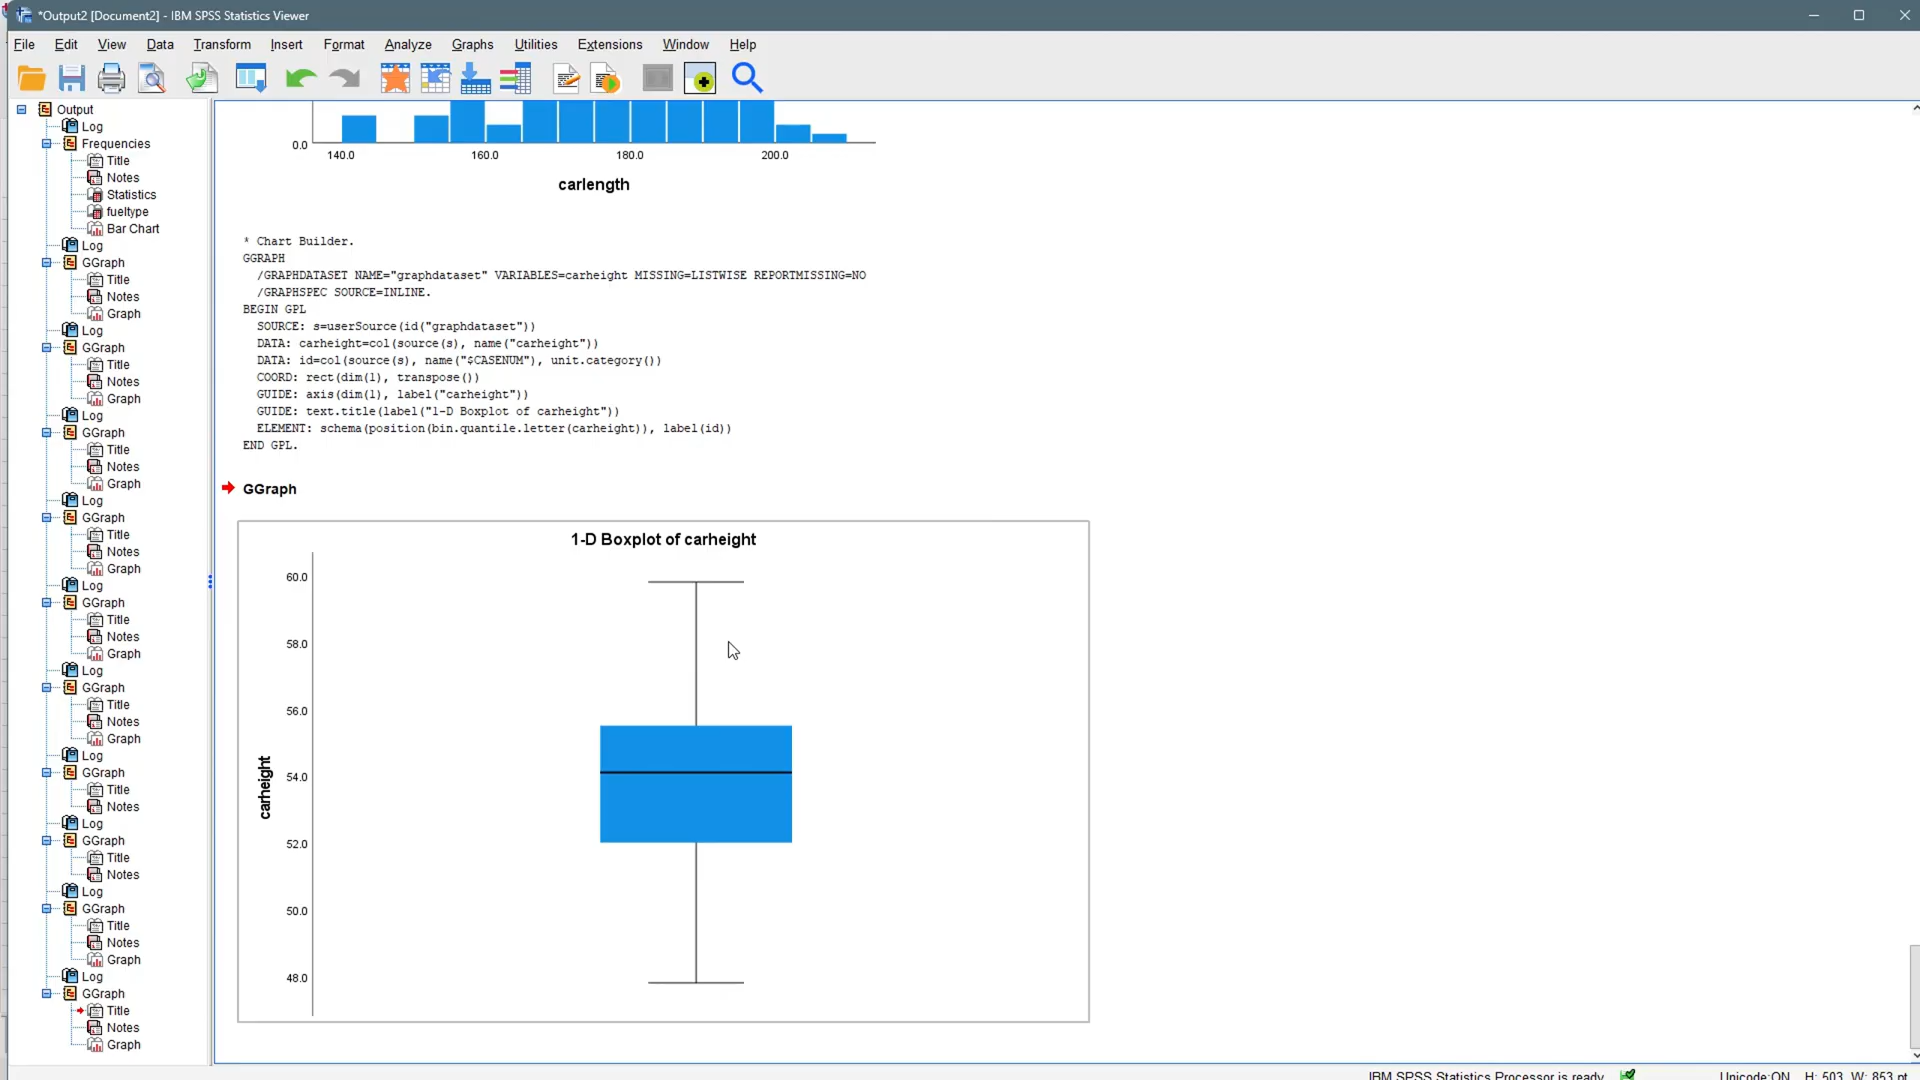 *Output2 [Document2] - IBM SPSS Statistics Viewer
File Edit View Data Transform Insert Format Analyze Graphs Utilities Extensions Window Help
Output
Log
Frequencies
Title
Notes
Statistics
fueltype
Bar Chart
Log
GGraph
Title
Notes
Graph
Log
GGraph
Title
Notes
Graph
Log
GGraph
Title
Notes
Graph
Log
GGraph
Title
Notes
Graph
Log
GGraph
Title
Notes
Graph
Log
GGraph
Title
Notes
Graph
Log
GGraph
Title
Notes
Log
GGraph
Title
Notes
Log
GGraph
Title
Notes
Graph
Log
GGraph
Title
Notes
Graph
0.0
140.0 160.0 180.0 200.0
carlength
* Chart Builder.
GGRAPH
/GRAPHDATASET NAME="graphdataset" VARIABLES=carheight MISSING=LISTWISE REPORTMISSING=NO
/GRAPHSPEC SOURCE=INLINE.
BEGIN GPL
SOURCE: s=userSource(id("graphdataset"))
DATA: carheight=col(source(s), name("carheight"))
DATA: id=col(source(s), name("$CASENUM"), unit.category())
COORD: rect(dim(1), transpose())
GUIDE: axis(dim(1), label("carheight"))
GUIDE: text.title(label("1-D Boxplot of carheight"))
ELEMENT: schema(position(bin.quantile.letter(carheight)), label(id))
END GPL.
GGraph
1-D Boxplot of carheight
60.0
58.0
56.0
54.0
52.0
50.0
48.0
carheight
IBM SPSS Statistics Processor is ready Unicode:ON H: 503, W: 853 pt